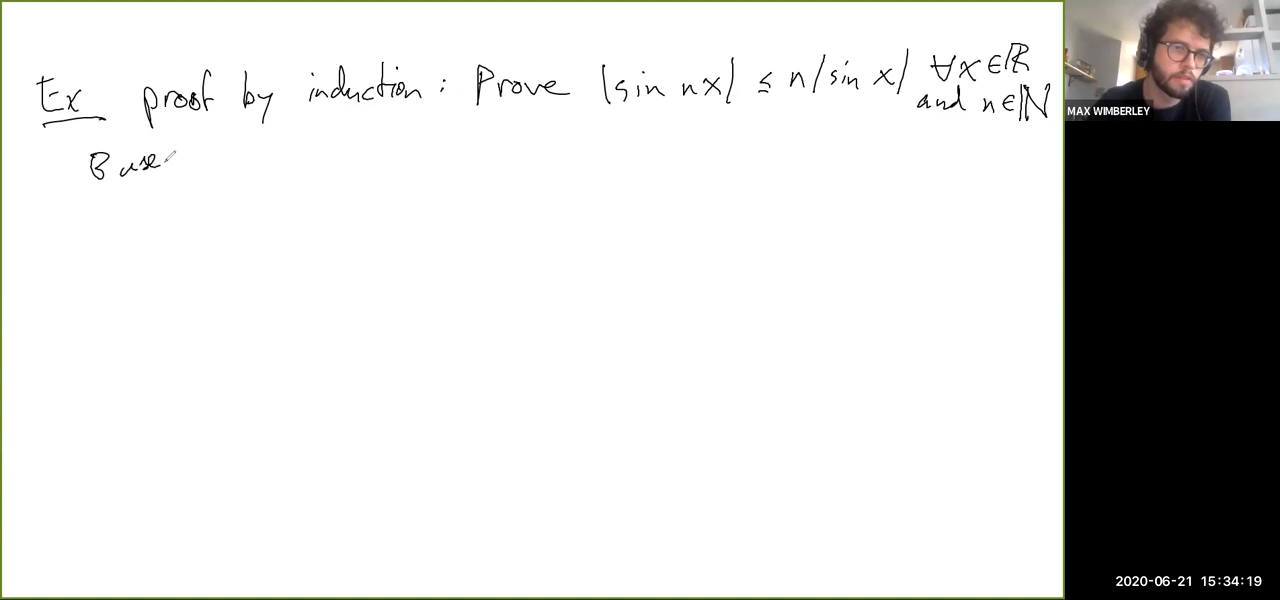 Ex proof by induction: Prove |sin nx| ≤ n|sin x| ∀x∈ℝ
and n∈ℕ
Base
MAX WIMBERLEY
2020-06-21 15:34:19